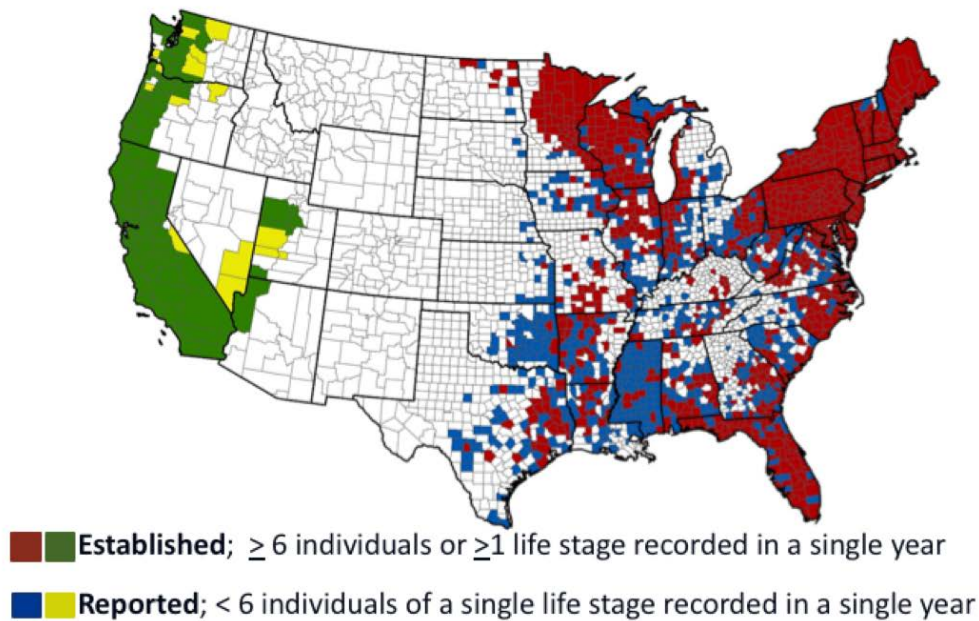 Established; ≥ 6 individuals or ≥1 life stage recorded in a single year
Reported; < 6 individuals of a single life stage recorded in a single year